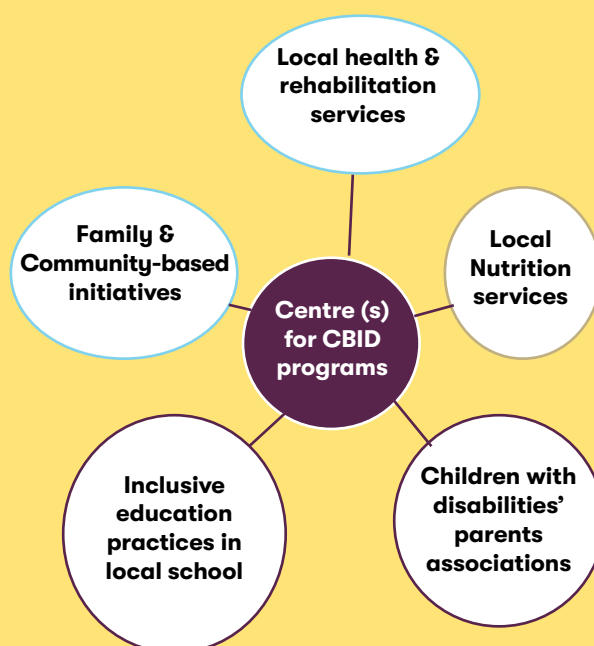 Local health &
rehabilitation
services
Family &
Community-based
initiatives
Local
Nutrition
services
Centre (s)
for CBID
programs
Inclusive
education
practices in
local school
Children with
disabilities’
parents
associations